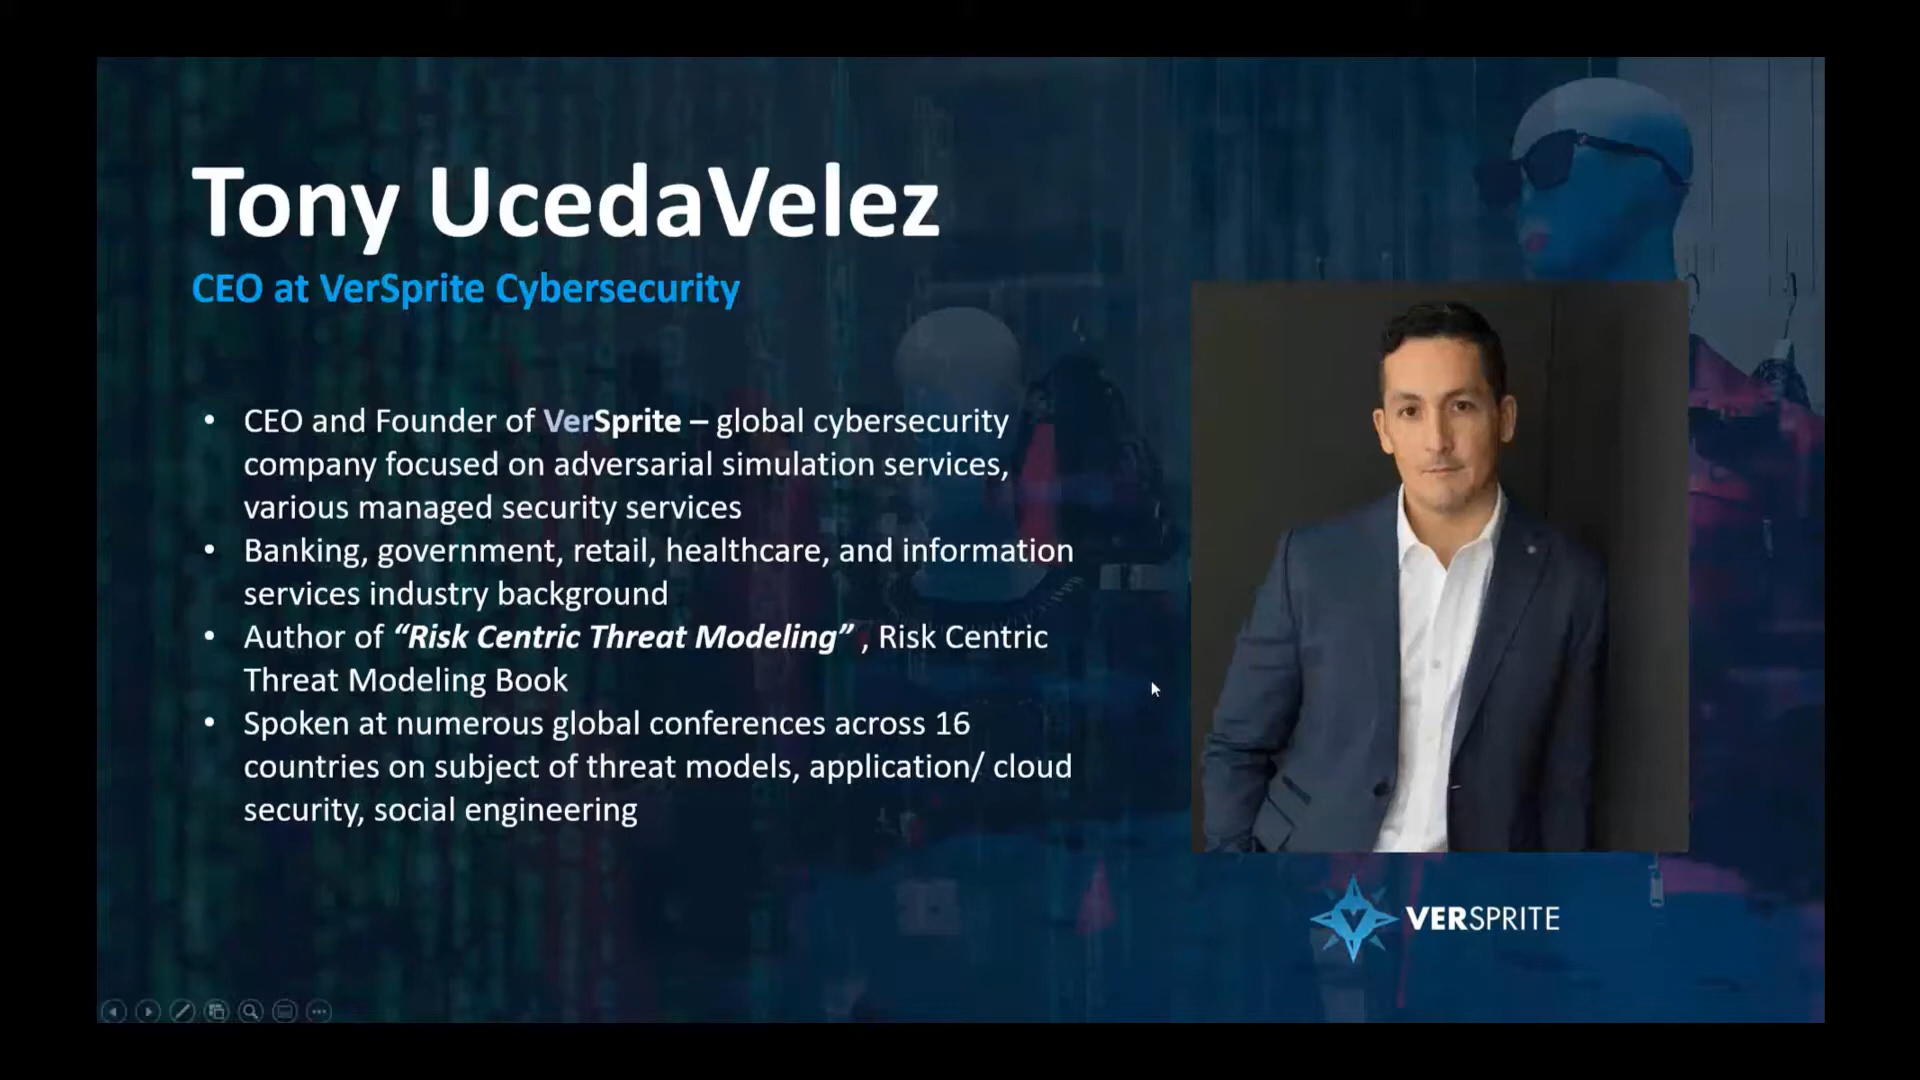 Tony UcedaVelez
CEO at VerSprite Cybersecurity
• CEO and Founder of VerSprite – global cybersecurity
company focused on adversarial simulation services,
various managed security services
• Banking, government, retail, healthcare, and information
services industry background
• Author of “Risk Centric Threat Modeling” , Risk Centric
Threat Modeling Book
• Spoken at numerous global conferences across 16
countries on subject of threat models, application/ cloud
security, social engineering
VERSPRITE